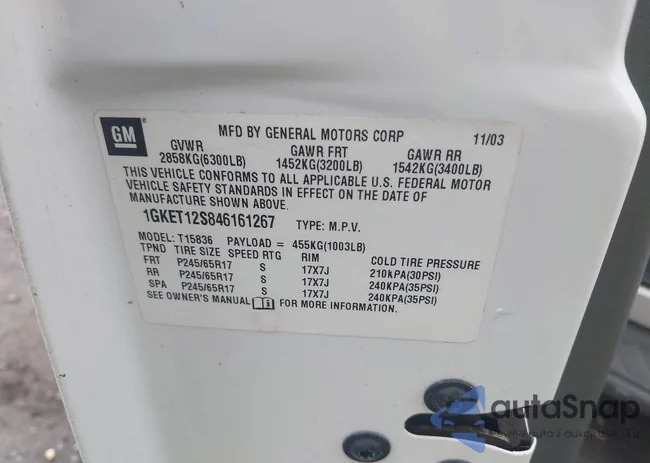 GM
MFD BY GENERAL MOTORS CORP 11/03
GVWR GAWR FRT GAWR RR
2858KG(6300LB) 1452KG(3200LB) 1542KG(3400LB)
THIS VEHICLE CONFORMS TO ALL APPLICABLE U.S. FEDERAL MOTOR
VEHICLE SAFETY STANDARDS IN EFFECT ON THE DATE OF
MANUFACTURE SHOWN ABOVE.
1GKET12S846161267 TYPE: M.P.V.
MODEL: T15836 PAYLOAD = 455KG(1003LB)
TPND TIRE SIZE SPEED RTG RIM COLD TIRE PRESSURE
FRT P245/65R17 S 17X7J 210kPA(30PSI)
RR P245/65R17 S 17X7J 240KPA(35PSI)
SPA P245/65R17 S 17X7J 240KPA(35PSI)
SEE OWNER'S MANUAL FOR MORE INFORMATION.
autaSnap